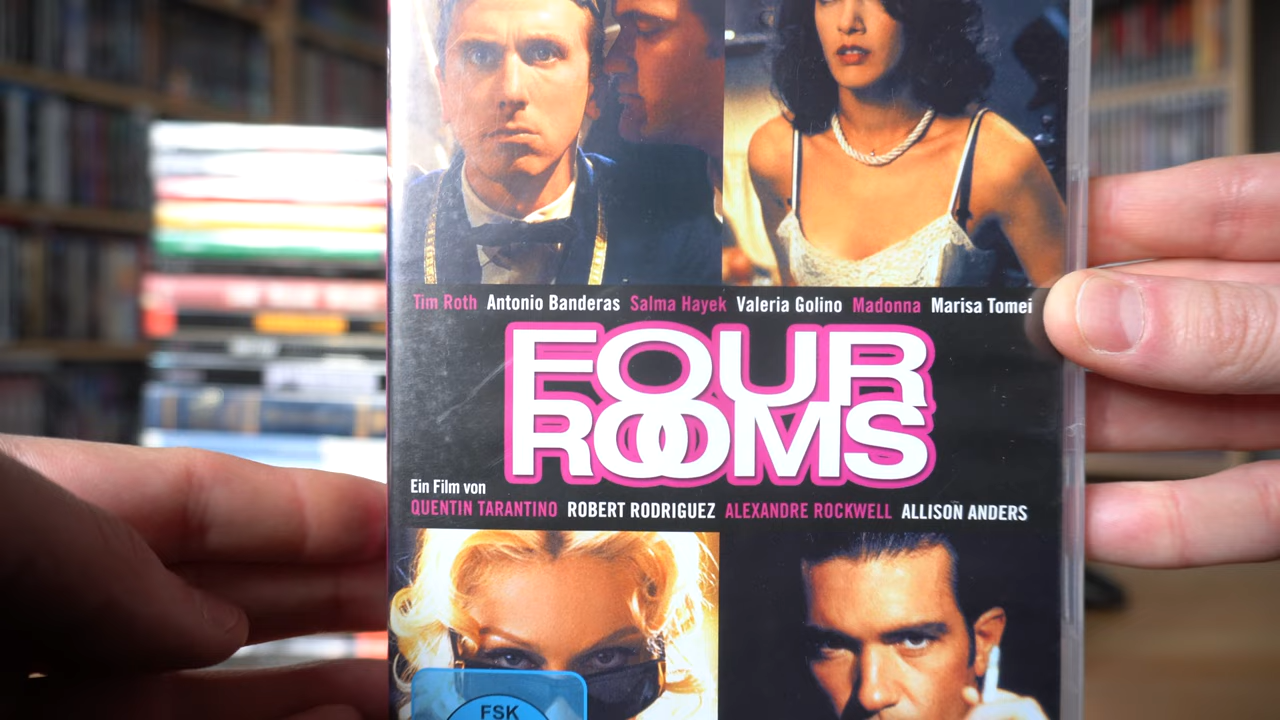 Tim Roth Antonio Banderas Salma Hayek Valeria Golino Madonna Marisa Tomei
FOUR
ROOMS
Ein Film von
QUENTIN TARANTINO ROBERT RODRIGUEZ ALEXANDRE ROCKWELL ALLISON ANDERS
FSK